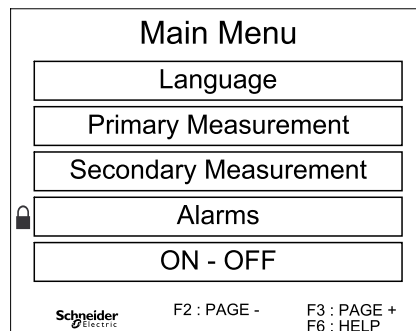 Main Menu
Language
Primary Measurement
Secondary Measurement
Alarms
ON - OFF
Schneider
Electric
F2 : PAGE -
F3 : PAGE +
F6 : HELP